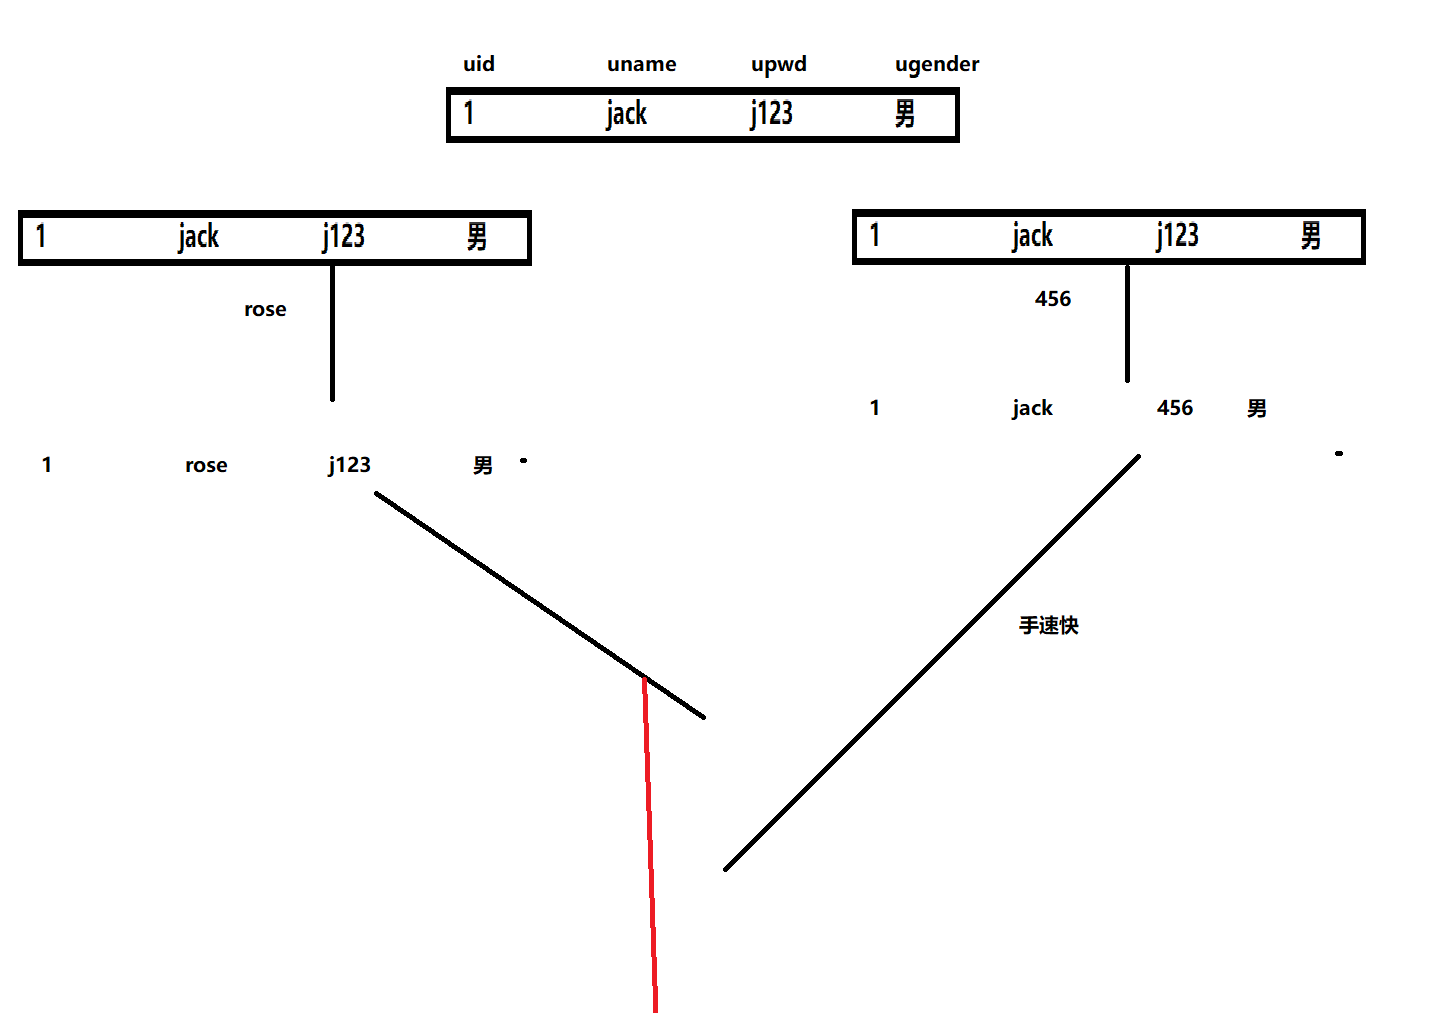 uid uname upwd ugender
1 jack j123 男
1 jack j123 男
1 jack j123 男
rose
456
1 jack 456 男
1 rose j123 男
手速快